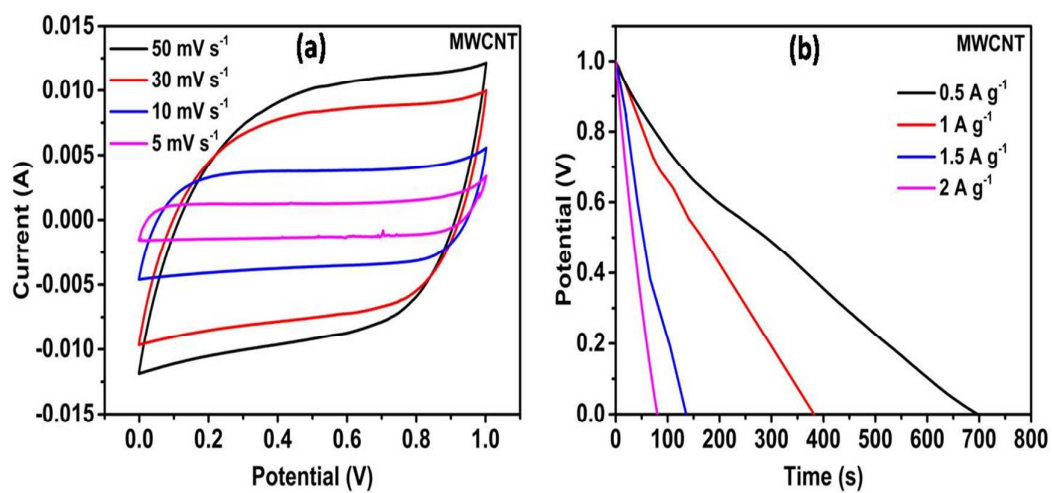 (a)
MWCNT
50 mV s⁻¹
30 mV s⁻¹
10 mV s⁻¹
5 mV s⁻¹
0.015
0.010
0.005
0.000
-0.005
-0.010
-0.015
Current (A)
0.0 0.2 0.4 0.6 0.8 1.0
Potential (V)
(b)
MWCNT
0.5 A g⁻¹
1 A g⁻¹
1.5 A g⁻¹
2 A g⁻¹
1.0
0.8
0.6
0.4
0.2
0.0
Potential (V)
0 100 200 300 400 500 600 700 800
Time (s)